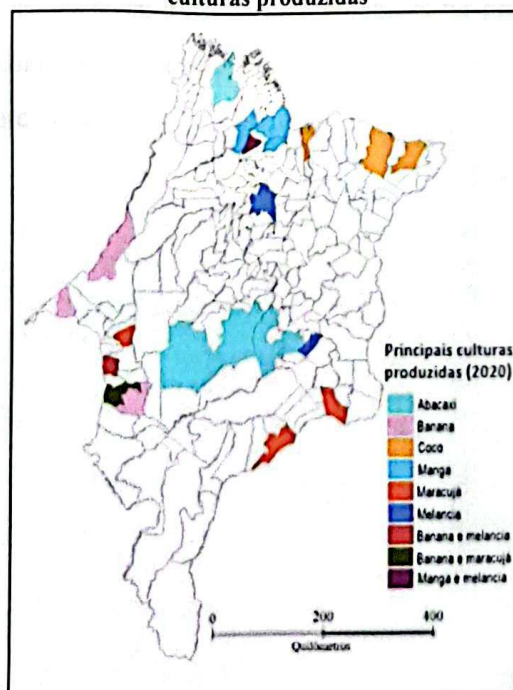 culturas produzidas
Principais culturas
produzidas (2020)
Abacaxi
Banana
Coco
Manga
Maracujá
Melancia
Banana e melancia
Banana e maracujá
Manga e melancia
0 200 400
Quilômetros